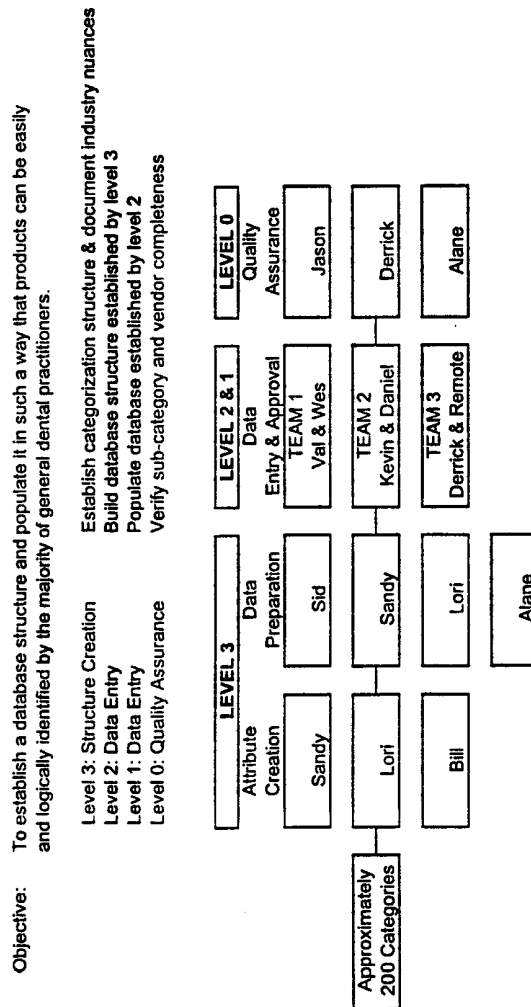 Objective: To establish a database structure and populate it in such a way that products can be easily
and logically identified by the majority of general dental practitioners.
Level 3: Structure Creation Establish categorization structure & document industry nuances
Level 2: Data Entry Build database structure established by level 3
Level 1: Data Entry Populate database established by level 2
Level 0: Quality Assurance Verify sub-category and vendor completeness
LEVEL 3
LEVEL 2 & 1
LEVEL 0
Attribute
Creation
Data
Preparation
Data
Entry & Approval
Quality
Assurance
Sandy
Sid
TEAM 1
Val & Wes
Jason
Approximately
200 Categories
Lori
Sandy
TEAM 2
Kevin & Daniel
Derrick
Bill
Lori
TEAM 3
Derrick & Remote
Alane
Alane